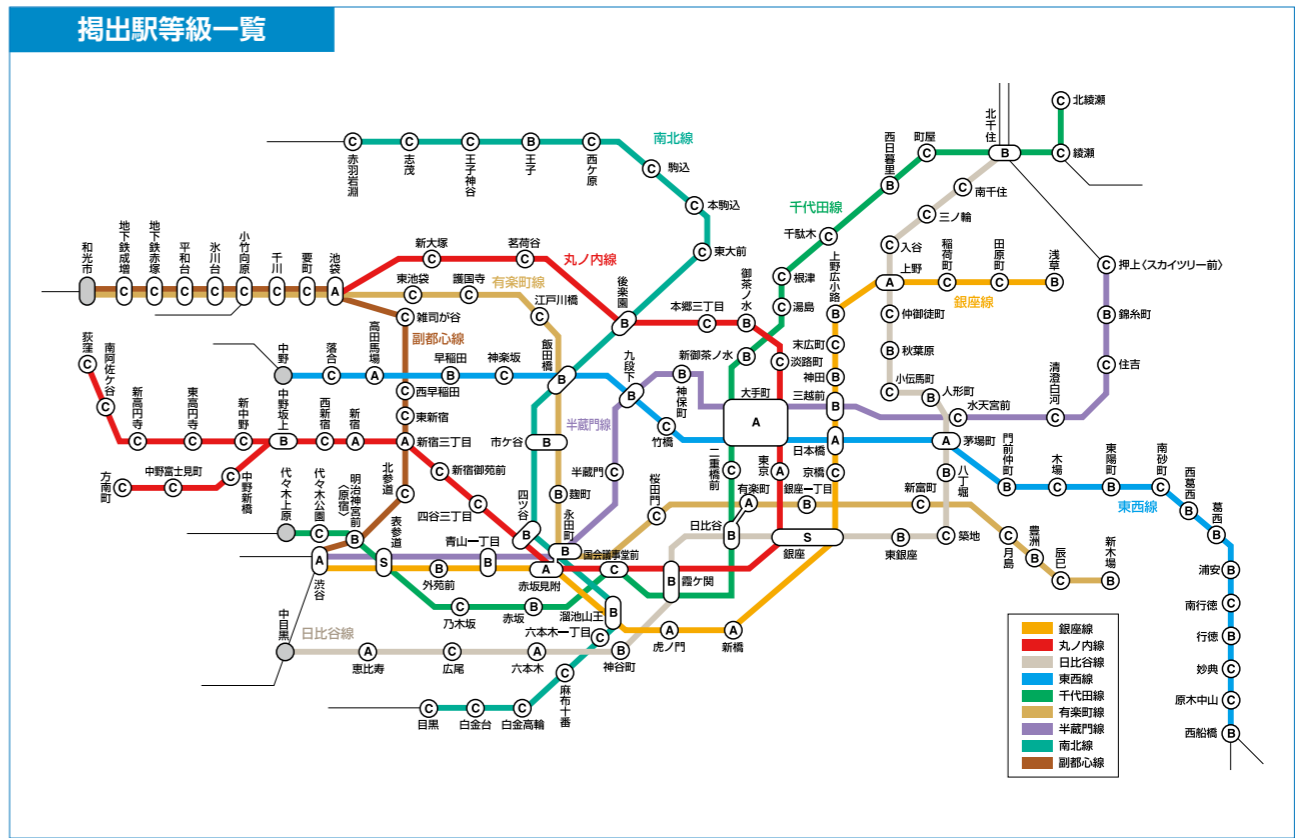 掲出駅等級一覧
南北線
C 赤羽岩淵
C 志茂
C 王子神谷
B 王子
C 西ケ原
C 駒込
C 本駒込
C 東大前
千代田線
C 北綾瀬
C 綾瀬
B 北千住
C 町屋
B 西日暮里
C 千駄木
C 根津
C 湯島
C 南千住
C 三ノ輪
C 入谷
A 上野
C 稲荷町
C 田原町
B 浅草
銀座線
B 上野広小路
C 末広町
B 神田
C 仲御徒町
B 秋葉原
C 小伝馬町
B 人形町
C 押上〈スカイツリー前〉
B 錦糸町
C 住吉
C 清澄白河
C 水天宮前
和光市
C 地下鉄成増
C 地下鉄赤塚
C 平和台
C 氷川台
C 小竹向原
C 千川
C 要町
A 池袋
C 新大塚
C 茗荷谷
丸ノ内線
C 東池袋
C 護国寺
有楽町線
C 江戸川橋
B 後楽園
C 本郷三丁目
B 御茶ノ水
C 雑司が谷
副都心線
C 荻窪
C 南阿佐ケ谷
C 新高円寺
C 東高円寺
C 新中野
B 中野坂上
C 西新宿
A 新宿
A 新宿三丁目
中野
C 落合
A 高田馬場
B 早稲田
C 神楽坂
B 飯田橋
B 九段下
B 神保町
B 新御茶ノ水
C 淡路町
C 西早稲田
C 東新宿
半蔵門線
C 竹橋
大手町
A
B 三越前
A 日本橋
A 茅場町
B 市ケ谷
C 半蔵門
B 麹町
C 方南町
C 中野富士見町
C 中野新橋
C 新宿御苑前
C 四谷三丁目
B 四ツ谷
C 北参道
代々木上原
C 代々木公園
B 明治神宮前〈原宿〉
S 表参道
A 渋谷
B 外苑前
B 青山一丁目
B 永田町
A 赤坂見附
C 国会議事堂前
C 桜田門
C 二重橋前
A 東京
C 京橋
A 有楽町
B 銀座一丁目
C 新富町
B 日比谷
S 銀座
B 東銀座
C 築地
B 八丁堀
B 門前仲町
C 木場
B 東陽町
C 南砂町
B 西葛西
B 葛西
東西線
C 月島
B 豊洲
C 辰巳
B 新木場
B 霞ケ関
C 乃木坂
B 赤坂
B 溜池山王
A 虎ノ門
A 新橋
中目黒
日比谷線
A 恵比寿
C 広尾
A 六本木
C 六本木一丁目
B 神谷町
C 麻布十番
C 目黒
C 白金台
C 白金高輪
B 浦安
C 南行徳
B 行徳
C 妙典
C 原木中山
B 西船橋
銀座線
丸ノ内線
日比谷線
東西線
千代田線
有楽町線
半蔵門線
南北線
副都心線